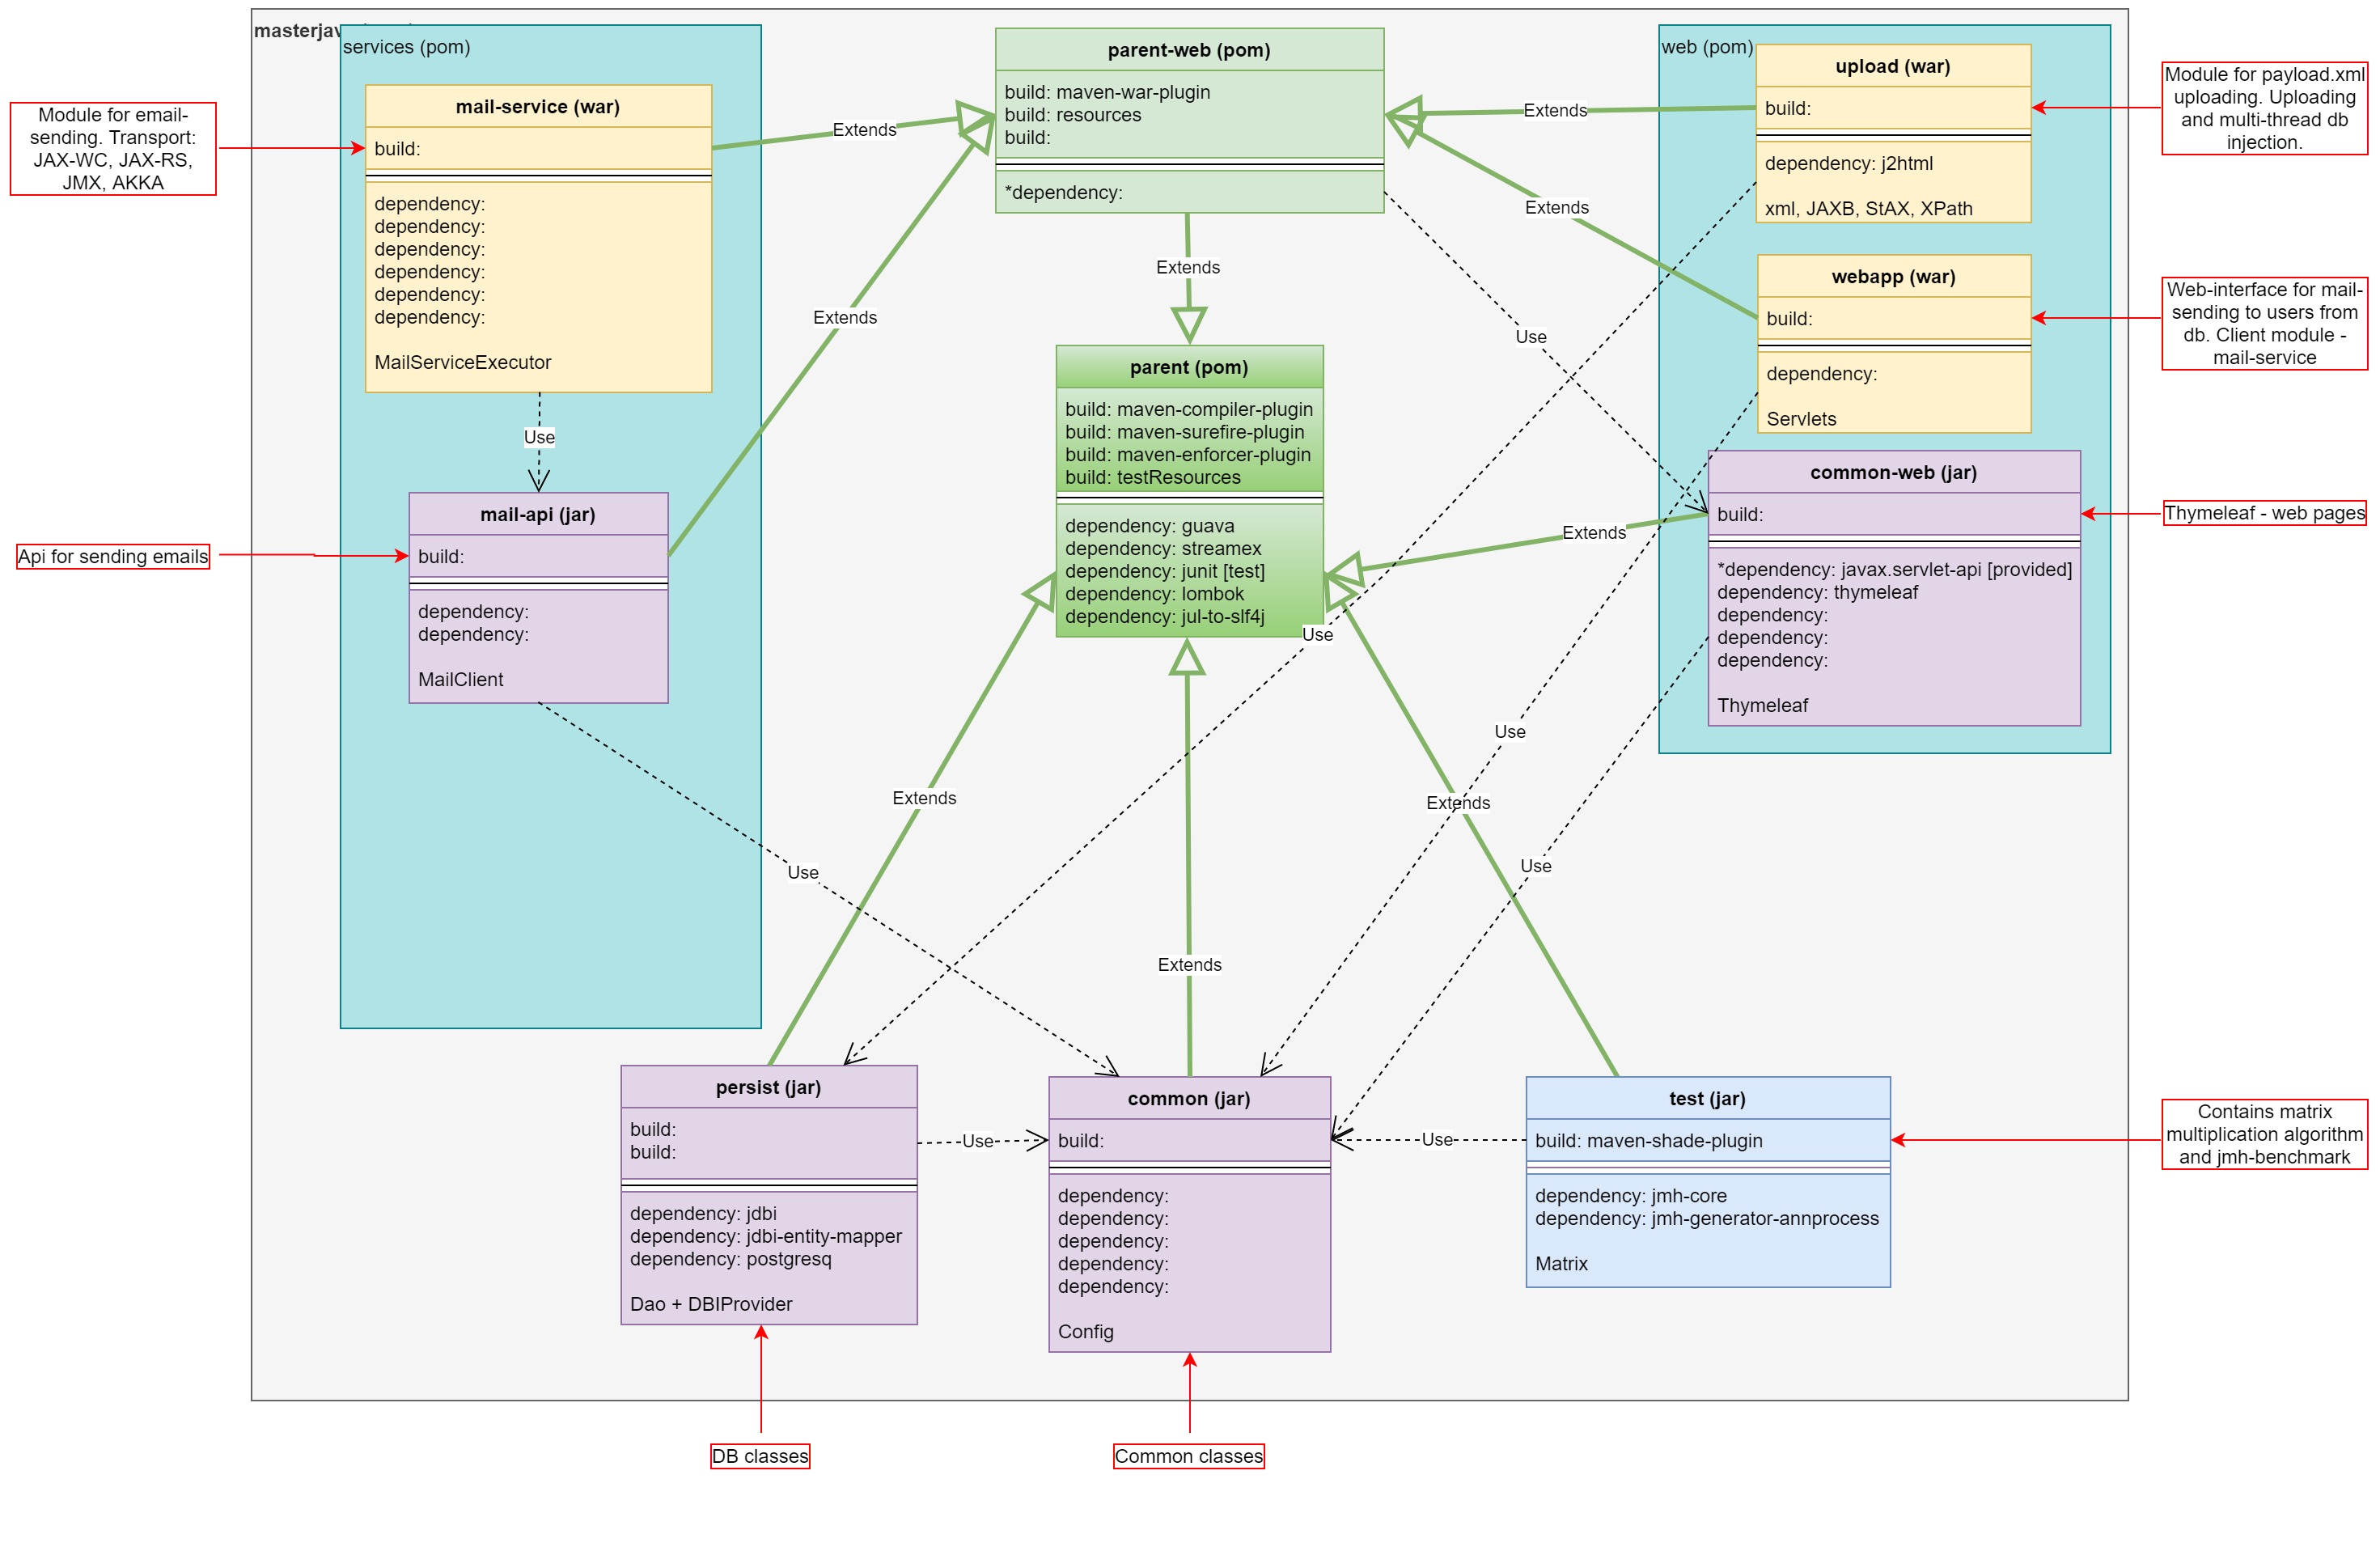 masterjav
services (pom)
mail-service (war)
build:
dependency:
dependency:
dependency:
dependency:
dependency:
dependency:
MailServiceExecutor
Use
mail-api (jar)
build:
dependency:
dependency:
MailClient
Module for email-
sending. Transport:
JAX-WC, JAX-RS,
JMX, AKKA
Api for sending emails
Extends
Extends
parent-web (pom)
build: maven-war-plugin
build: resources
build:
*dependency:
Extends
parent (pom)
build: maven-compiler-plugin
build: maven-surefire-plugin
build: maven-enforcer-plugin
build: testResources
dependency: guava
dependency: streamex
dependency: junit [test]
dependency: lombok
dependency: jul-to-slf4j
Extends
Extends
Use
Extends
Use
web (pom)
upload (war)
build:
dependency: j2html
xml, JAXB, StAX, XPath
webapp (war)
build:
dependency:
Servlets
common-web (jar)
build:
*dependency: javax.servlet-api [provided]
dependency: thymeleaf
dependency:
dependency:
dependency:
Thymeleaf
Module for payload.xml
uploading. Uploading
and multi-thread db
injection.
Web-interface for mail-
sending to users from
db. Client module -
mail-service
Thymeleaf - web pages
Use
Extends
Extends
Use
Use
Extends
persist (jar)
build:
build:
dependency: jdbi
dependency: jdbi-entity-mapper
dependency: postgresq
Dao + DBIProvider
Use
common (jar)
build:
dependency:
dependency:
dependency:
dependency:
dependency:
Config
Use
test (jar)
build: maven-shade-plugin
dependency: jmh-core
dependency: jmh-generator-annprocess
Matrix
Contains matrix
multiplication algorithm
and jmh-benchmark
DB classes
Common classes